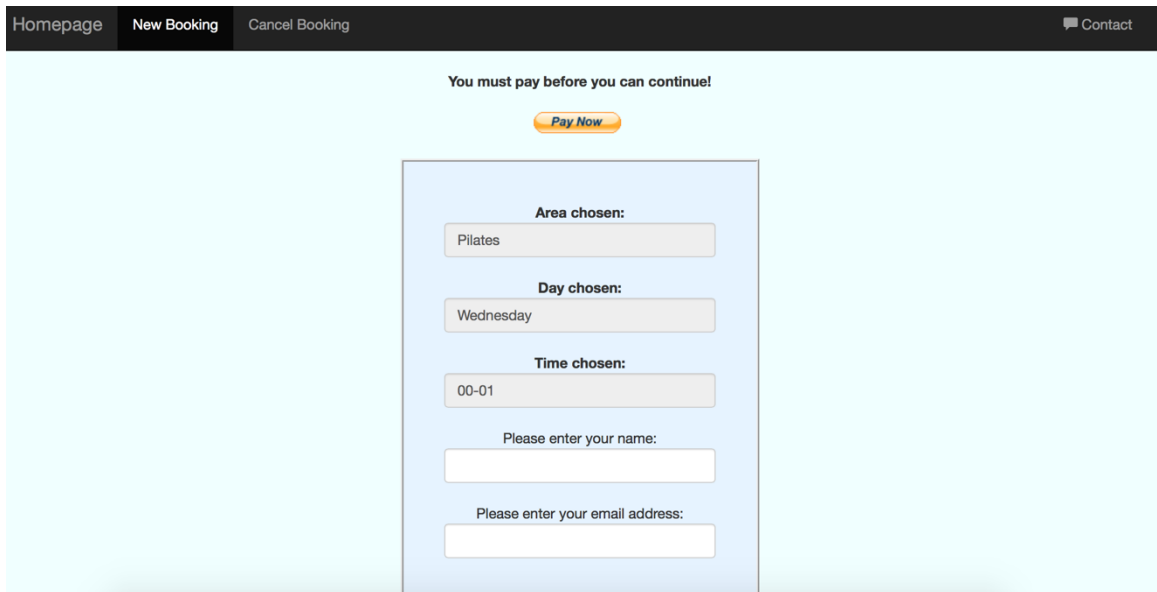 Homepage New Booking Cancel Booking Contact
You must pay before you can continue!
Pay Now
Area chosen:
Pilates
Day chosen:
Wednesday
Time chosen:
00-01
Please enter your name:
Please enter your email address: